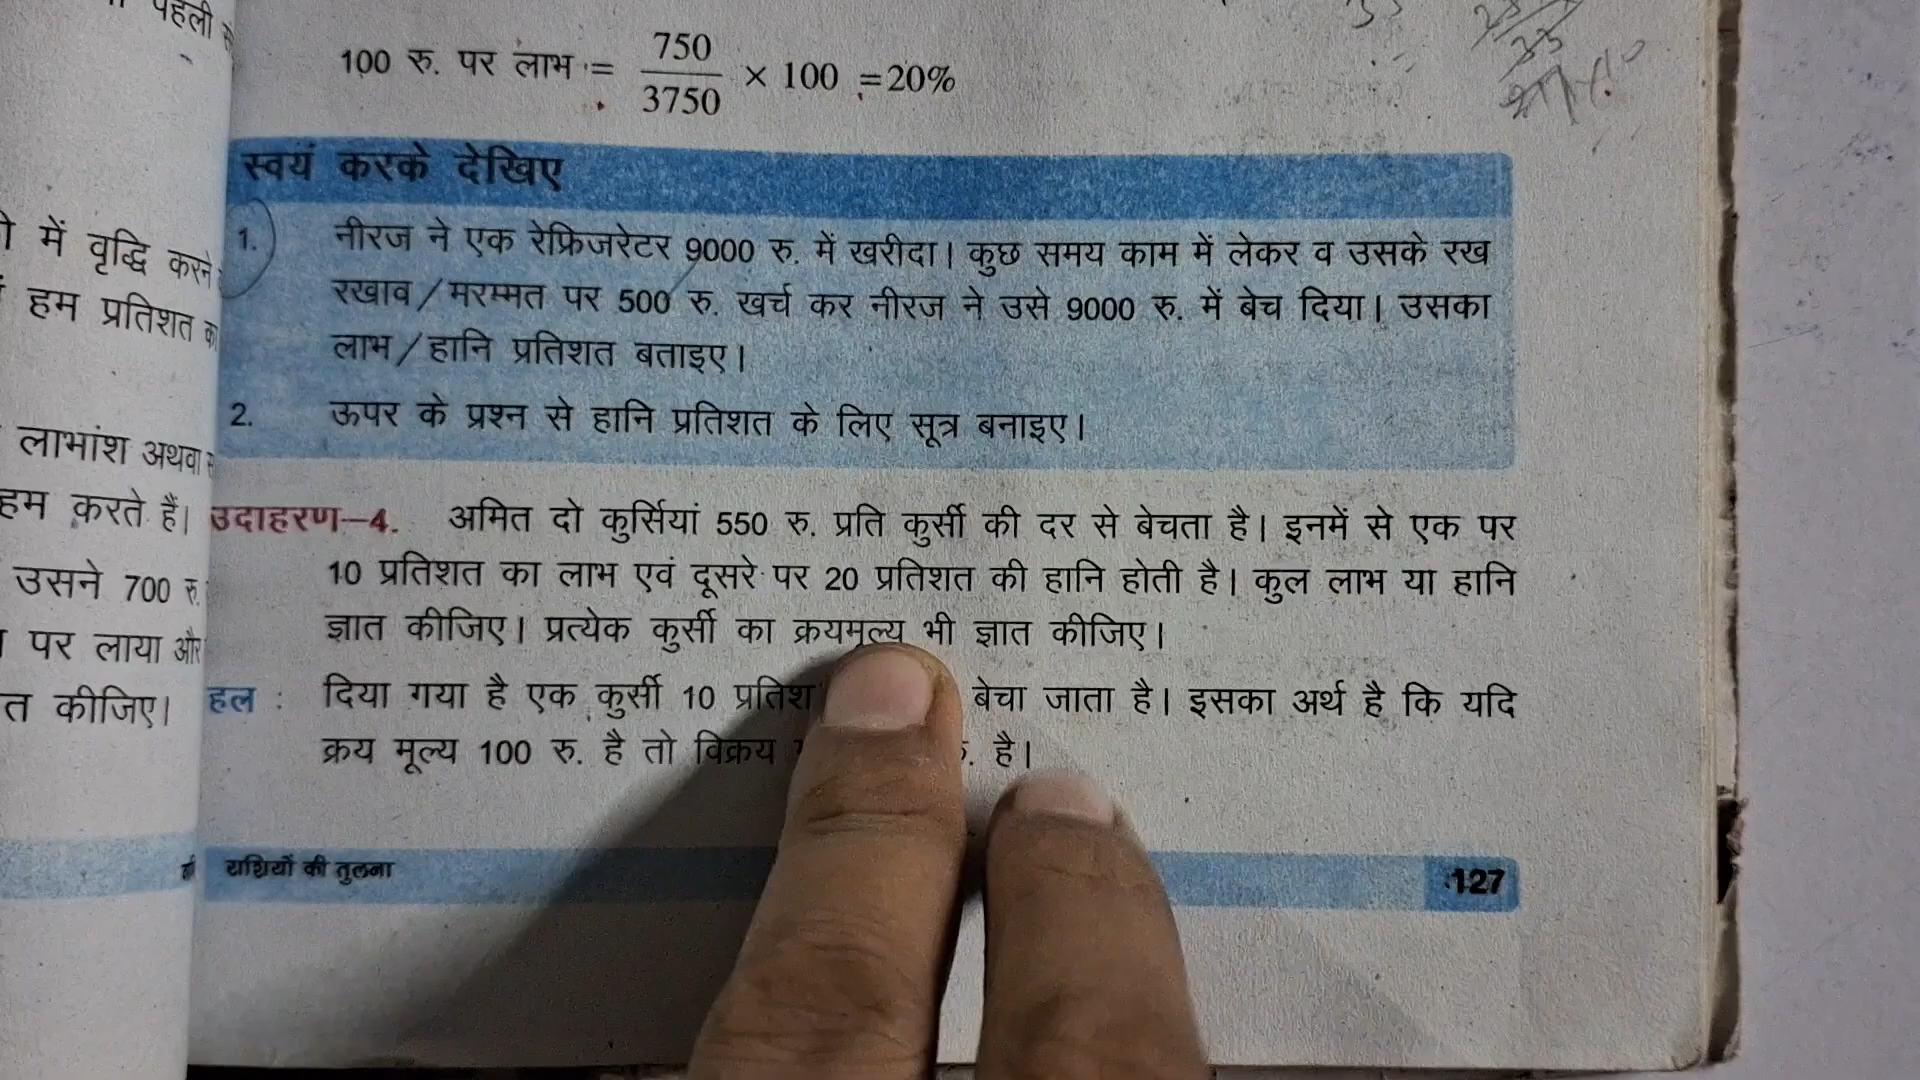 पहली
में वृद्धि करने
हम प्रतिशत
लाभांश अथवा
हम करते हैं।
उसने 700 रु.
पर लाया और
कीजिए।
100 रु. पर लाभ = 750/3750 × 100 = 20%
स्वयं करके देखिए
1. नीरज ने एक रेफ्रिजरेटर 9000 रु. में खरीदा। कुछ समय काम में लेकर व उसके रख
रखाव/मरम्मत पर 500 रु. खर्च कर नीरज ने उसे 9000 रु. में बेच दिया। उसका
लाभ/हानि प्रतिशत बताइए।
2. ऊपर के प्रश्न से हानि प्रतिशत के लिए सूत्र बनाइए।
उदाहरण–4. अमित दो कुर्सियां 550 रु. प्रति कुर्सी की दर से बेचता है। इनमें से एक पर
10 प्रतिशत का लाभ एवं दूसरे पर 20 प्रतिशत की हानि होती है। कुल लाभ या हानि
ज्ञात कीजिए। प्रत्येक कुर्सी का क्रयमूल्य भी ज्ञात कीजिए।
हल : दिया गया है एक कुर्सी 10 बेचा जाता है। इसका अर्थ है कि यदि
क्रय मूल्य 100 रु. है तो विक्रय है।
राशियों की तुलना
127